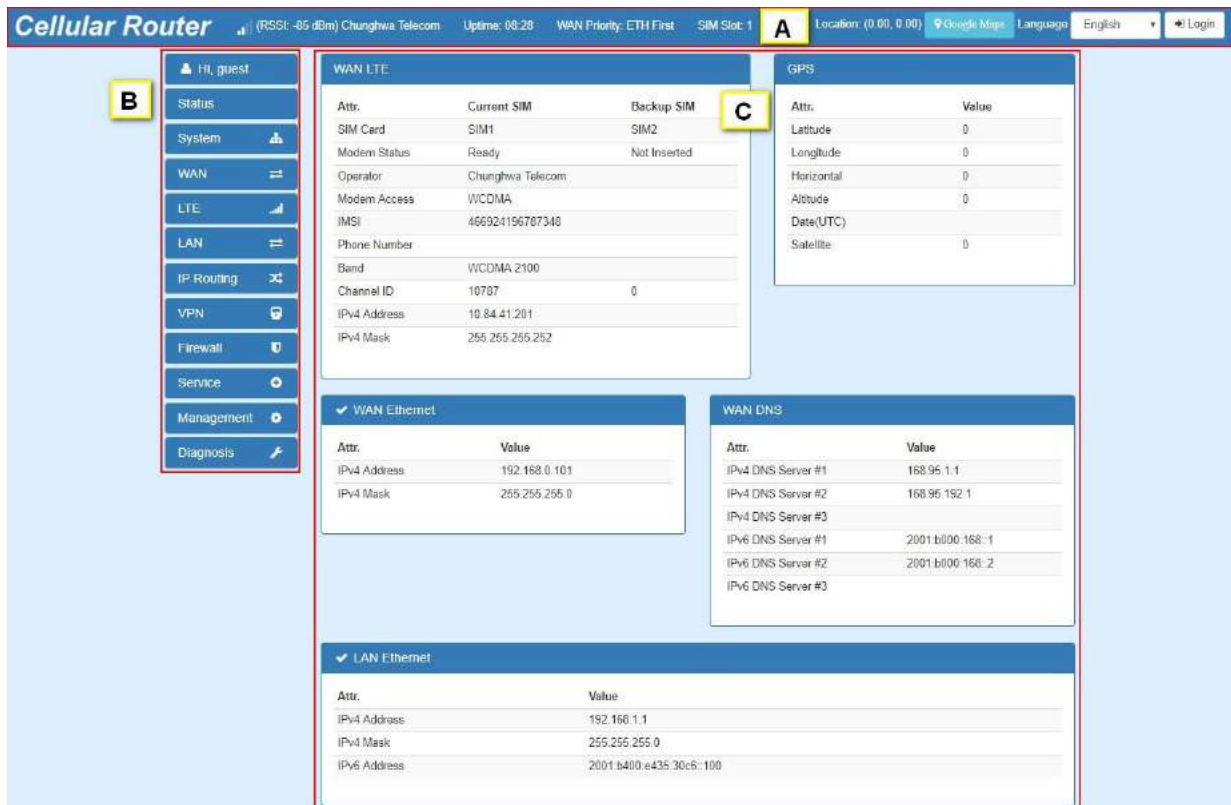 Cellular Router (RSSI: -85 dBm) Chunghwa Telecom Uptime: 08:28 WAN Priority: ETH First SIM Slot: 1 A Location: (0.00, 0.00) Google Maps Language English Login
B
Hi, guest
Status
System
WAN
LTE
LAN
IP Routing
VPN
Firewall
Service
Management
Diagnosis
C
WAN LTE
Attr. Current SIM Backup SIM
SIM Card SIM1 SIM2
Modem Status Ready Not Inserted
Operator Chunghwa Telecom
Modem Access WCDMA
IMSI 466924196787348
Phone Number
Band WCDMA 2100
Channel ID 10787 0
IPv4 Address 10.84.41.201
IPv4 Mask 255.255.255.252
GPS
Attr. Value
Latitude 0
Longitude 0
Horizontal 0
Altitude 0
Date(UTC)
Satellite 0
WAN Ethernet
Attr. Value
IPv4 Address 192.168.0.101
IPv4 Mask 255.255.255.0
WAN DNS
Attr. Value
IPv4 DNS Server #1 168.95.1.1
IPv4 DNS Server #2 168.95.192.1
IPv4 DNS Server #3
IPv6 DNS Server #1 2001:b000:168::1
IPv6 DNS Server #2 2001:b000:168::2
IPv6 DNS Server #3
LAN Ethernet
Attr. Value
IPv4 Address 192.168.1.1
IPv4 Mask 255.255.255.0
IPv6 Address 2001:b400:e435:30c6::100